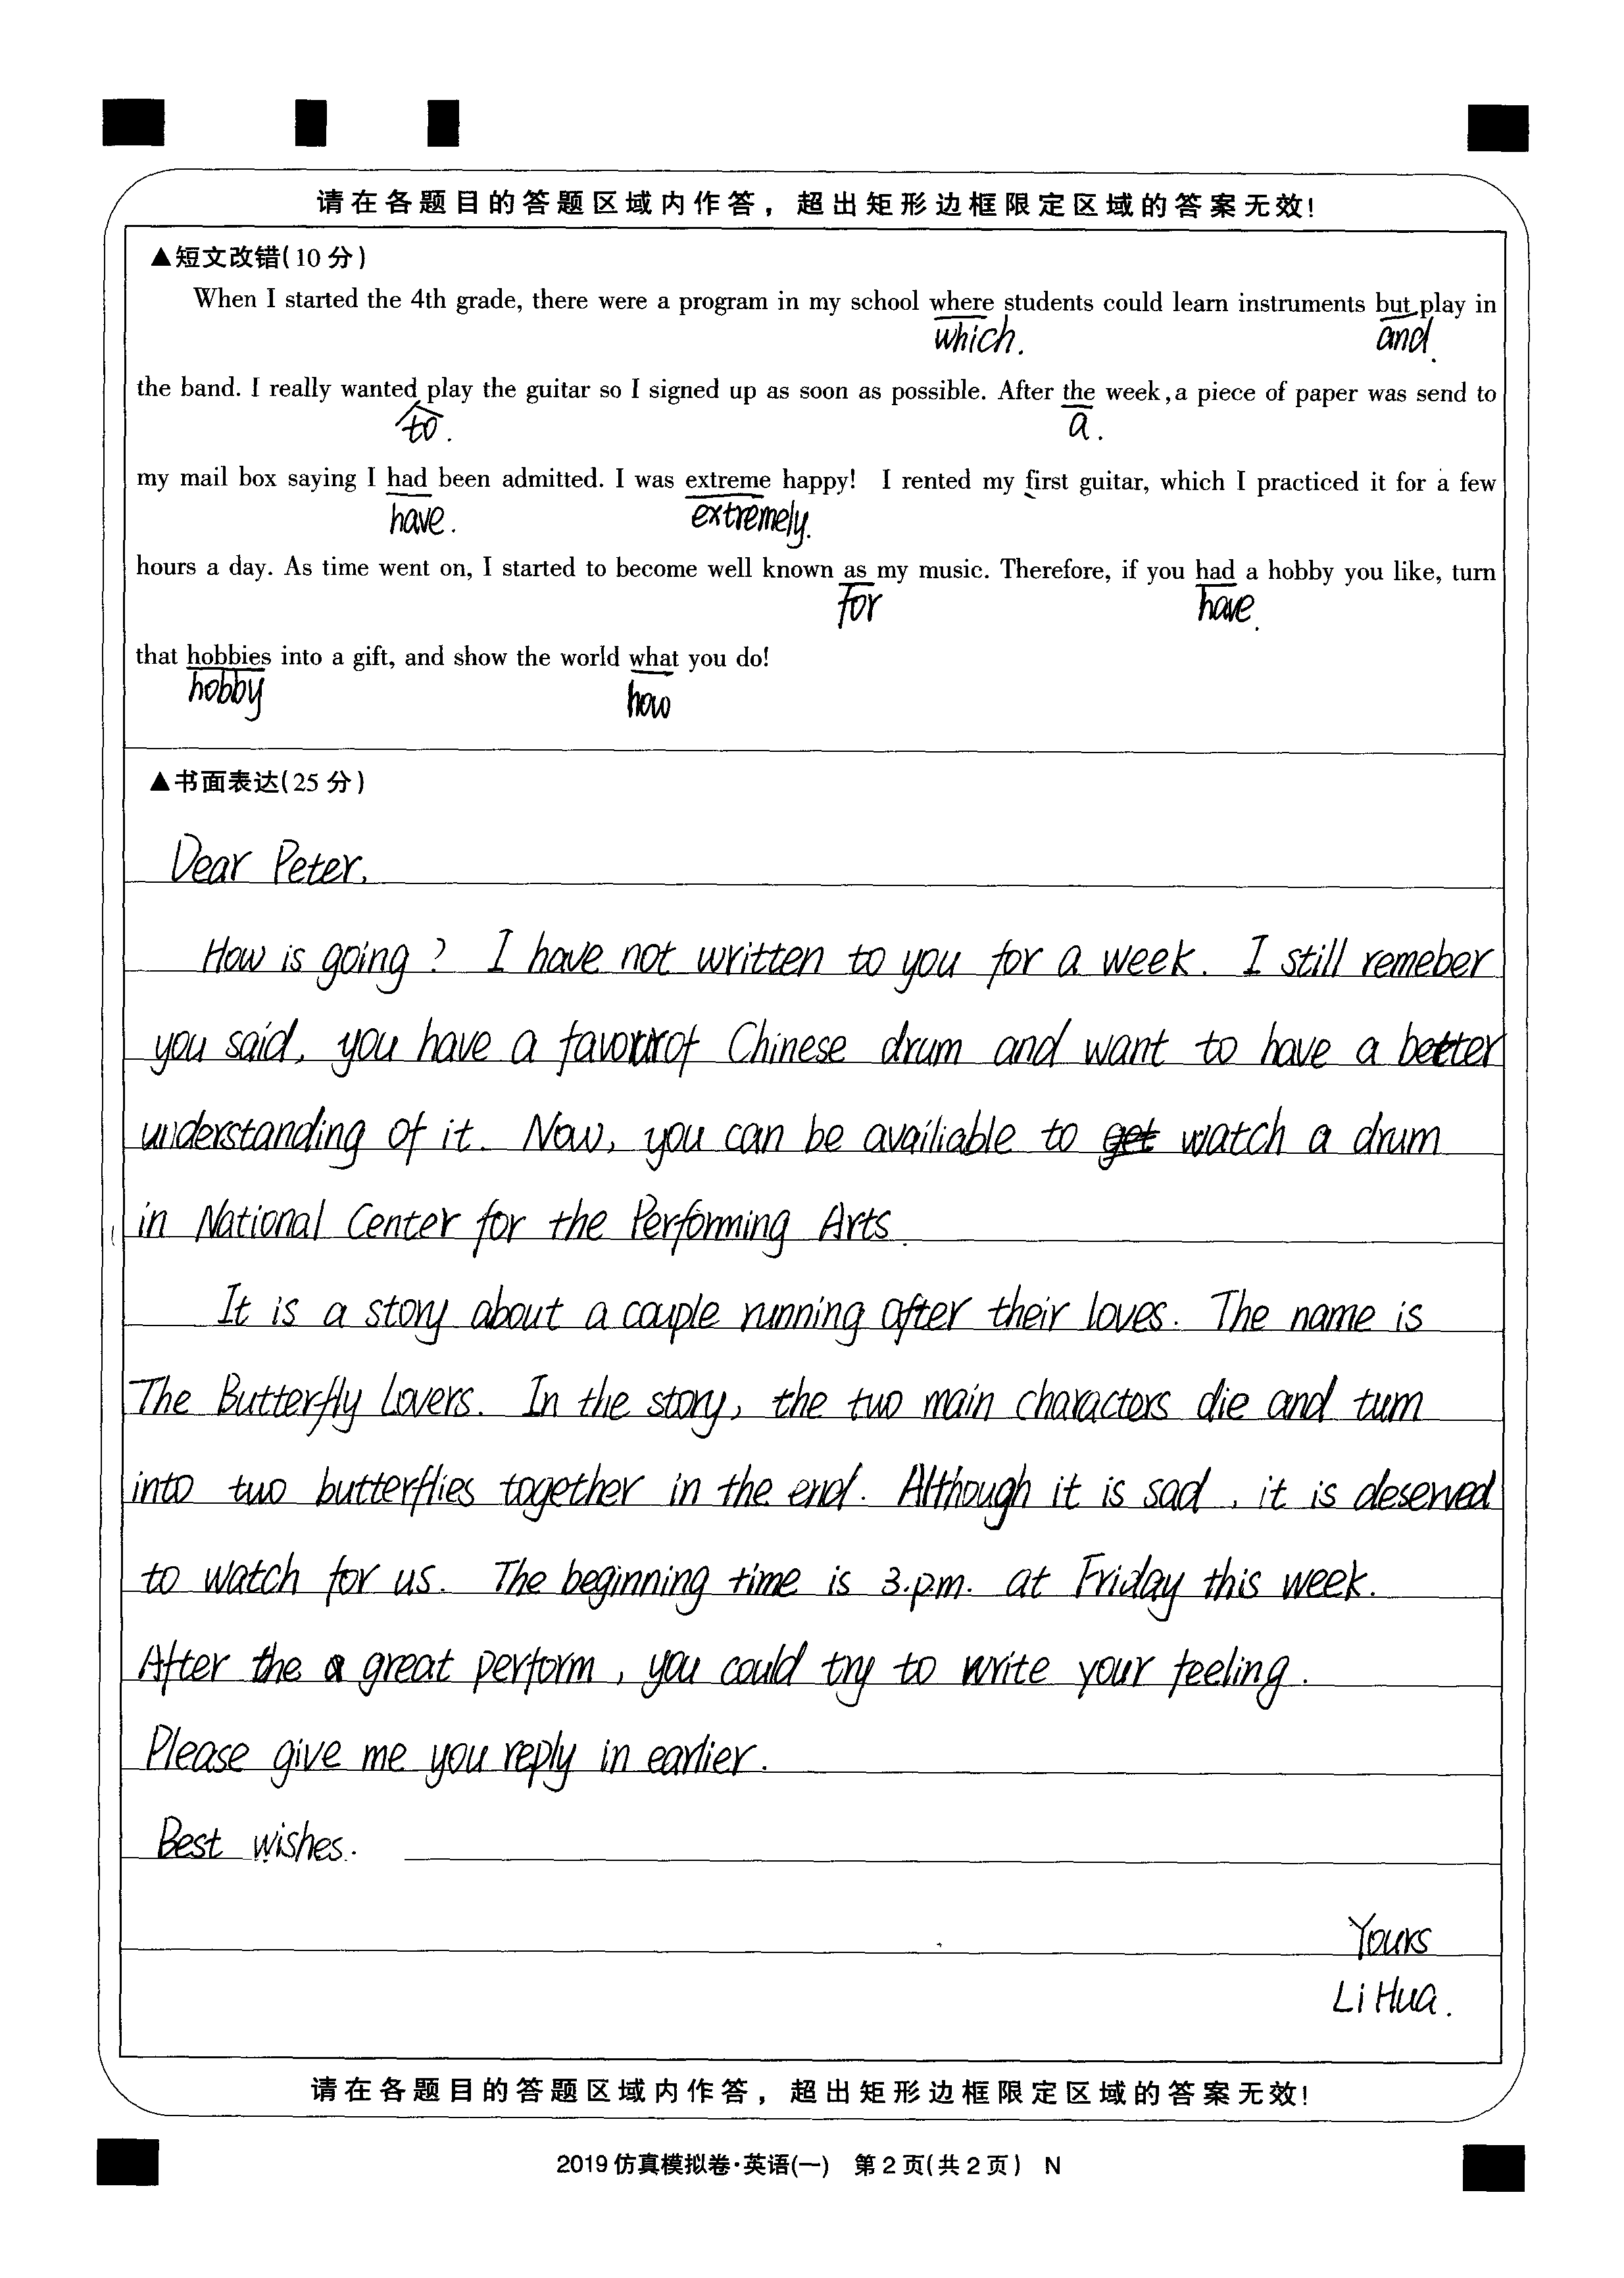 请在各题目的答题区域内作答，超出矩形边框限定区域的答案无效！
▲短文改错(10分)
When I started the 4th grade, there were a program in my school where students could learn instruments but play in
which. and.
the band. I really wanted play the guitar so I signed up as soon as possible. After the week, a piece of paper was send to
to. a.
my mail box saying I had been admitted. I was extreme happy! I rented my first guitar, which I practiced it for a few
have. extremely.
hours a day. As time went on, I started to become well known as my music. Therefore, if you had a hobby you like, turn
for have.
that hobbies into a gift, and show the world what you do!
hobby how
▲书面表达(25分)
Dear Peter,
How is going? I have not written to you for a week. I still remeber
you said, you have a of Chinese drum and want to have a better
understanding of it. Now, you can be availiable to get watch a drum
in National Center for the Performing Arts.
It is a story about a couple running after their loves. The name is
The Butterfly Lovers. In the story, the two main characters die and turn
into two butterflies together in the end. Although it is sad, it is deserved
to watch for us. The beginning time is 3.p.m. at Friday this week.
After the a great perform, you could try to write your feeling.
Please give me you reply in earlier.
Best wishes.
Yours
Li Hua.
请在各题目的答题区域内作答，超出矩形边框限定区域的答案无效！
2019仿真模拟卷·英语(一) 第2页(共2页) N